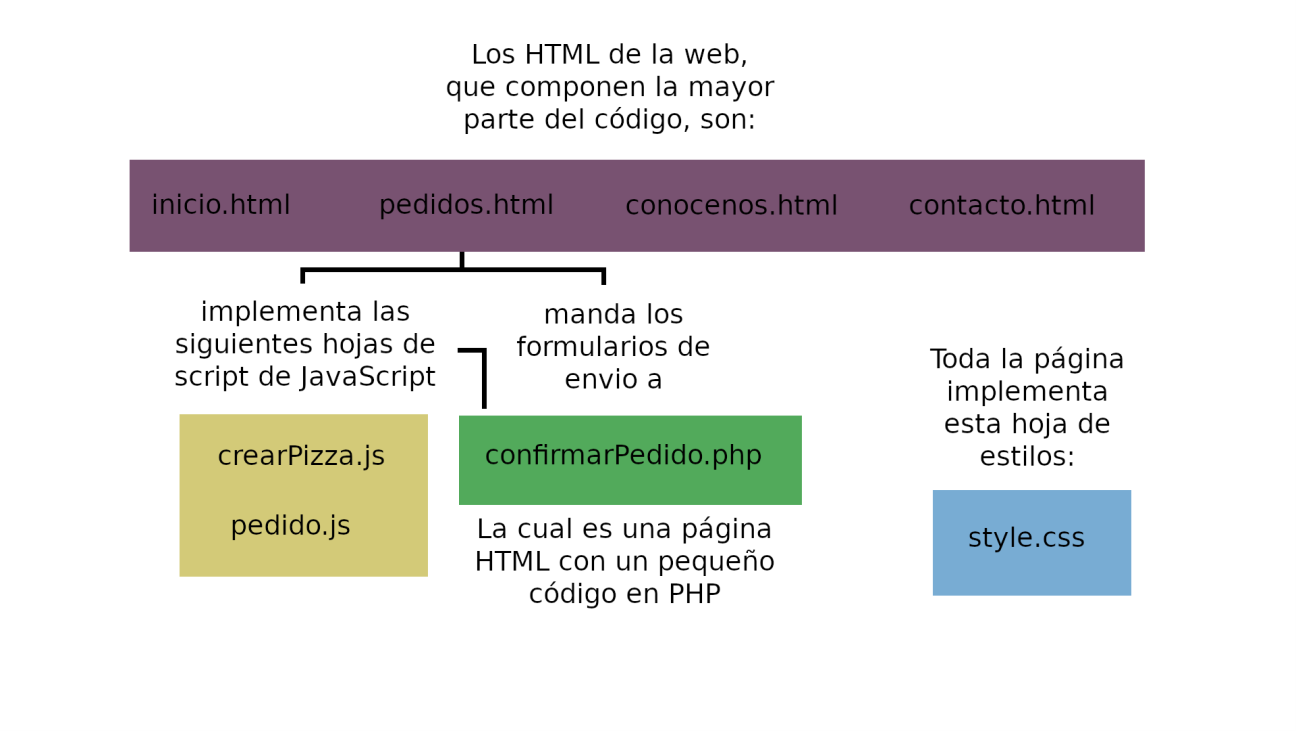 Los HTML de la web,
que componen la mayor
parte del código, son:
inicio.html
pedidos.html
conocenos.html
contacto.html
implementa las
siguientes hojas de
script de JavaScript
crearPizza.js
pedido.js
manda los
formularios de
envio a
confirmarPedido.php
La cual es una página
HTML con un pequeño
código en PHP
Toda la página
implementa
esta hoja de
estilos:
style.css